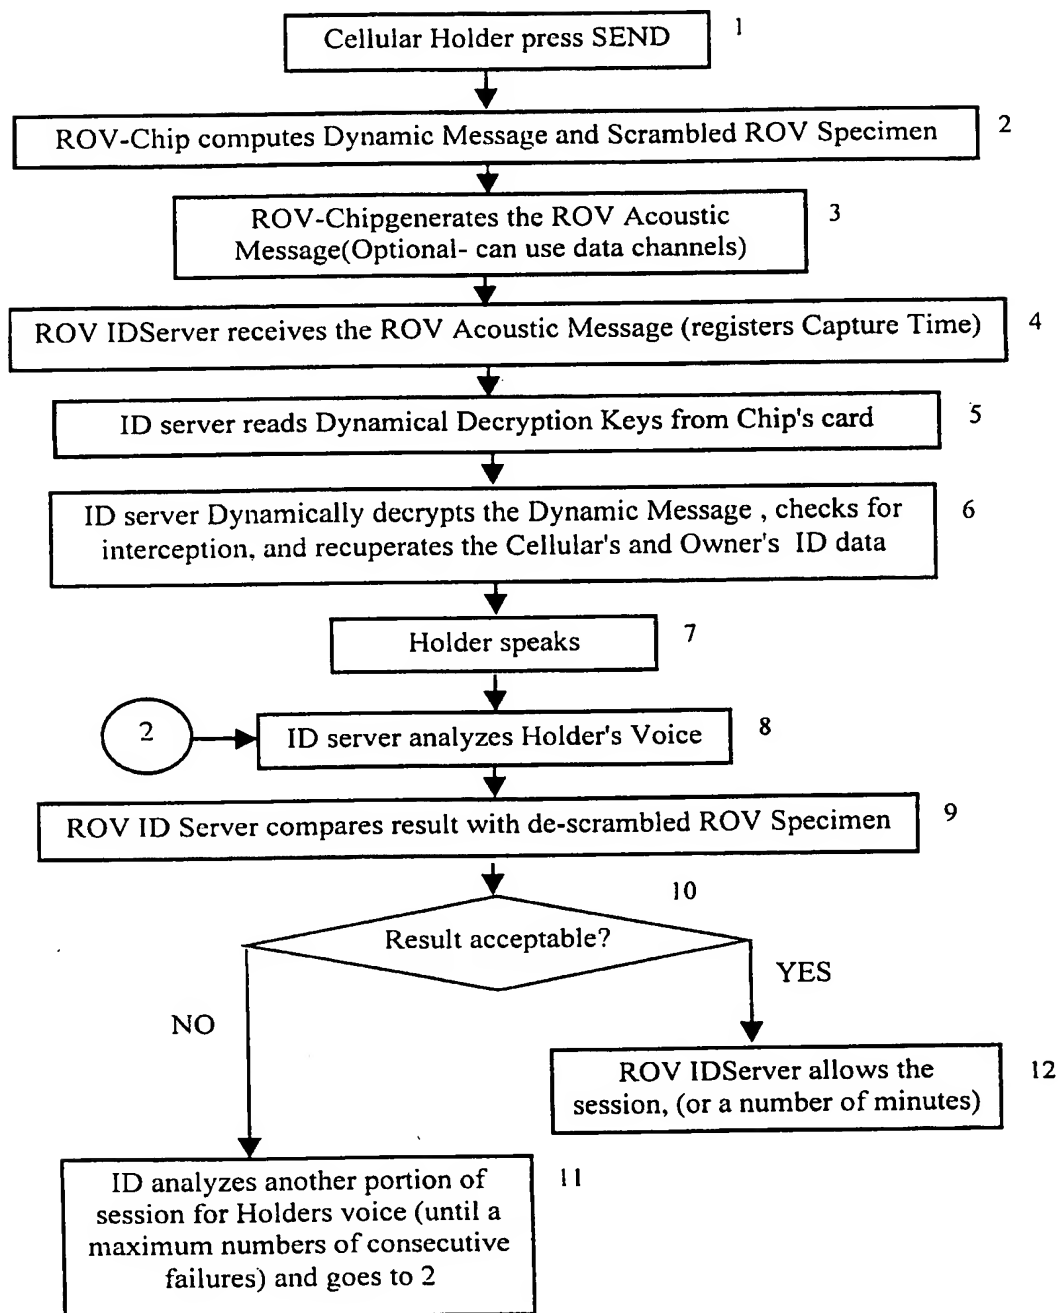 Cellular Holder press SEND
1
ROV-Chip computes Dynamic Message and Scrambled ROV Specimen
2
ROV-Chipgenerates the ROV Acoustic
Message(Optional- can use data channels)
3
ROV IDServer receives the ROV Acoustic Message (registers Capture Time)
4
ID server reads Dynamical Decryption Keys from Chip's card
5
ID server Dynamically decrypts the Dynamic Message , checks for
interception, and recuperates the Cellular's and Owner's ID data
6
Holder speaks
7
2
ID server analyzes Holder's Voice
8
ROV ID Server compares result with de-scrambled ROV Specimen
9
10
Result acceptable?
YES
NO
ROV IDServer allows the
session, (or a number of minutes)
12
ID analyzes another portion of
session for Holders voice (until a
maximum numbers of consecutive
failures) and goes to 2
11